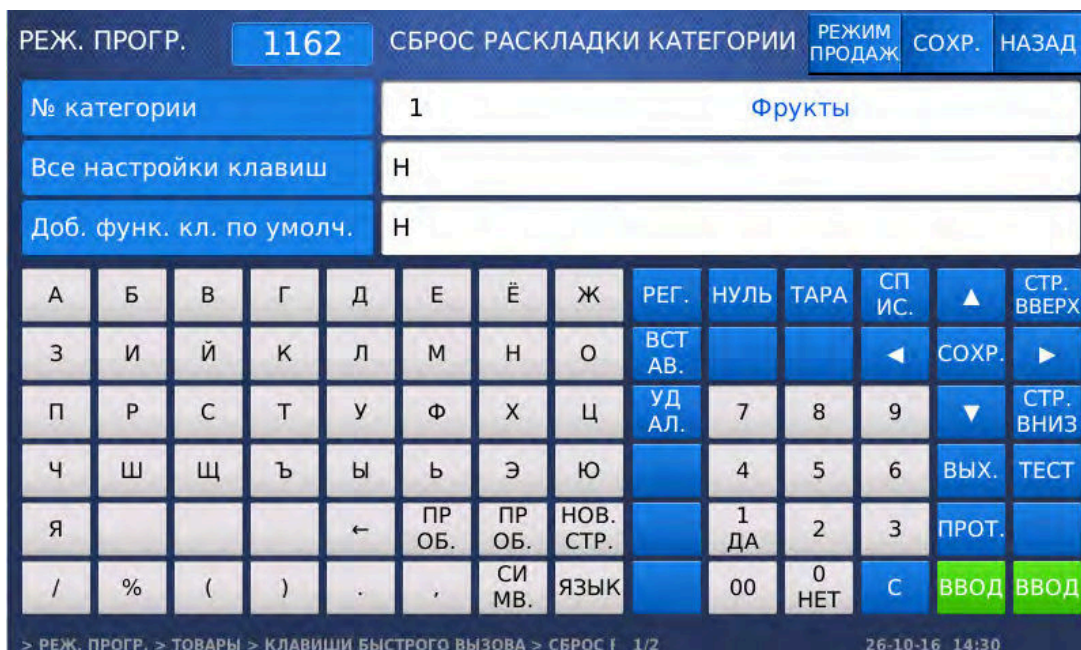 РЕЖ. ПРОГР. 1162 СБРОС РАСКЛАДКИ КАТЕГОРИИ РЕЖИМ ПРОДАЖ СОХР. НАЗАД
№ категории 1 Фрукты
Все настройки клавиш Н
Доб. функ. кл. по умолч. Н
А Б В Г Д Е Ё Ж РЕГ. НУЛЬ ТАРА СП ИС. ▲ СТР. ВВЕРХ
З И Й К Л М Н О ВСТ АВ. ◀ СОХР. ▶
П Р С Т У Ф Х Ц УД АЛ. 7 8 9 ▼ СТР. ВНИЗ
Ч Ш Щ Ъ Ы Ь Э Ю 4 5 6 ВЫХ. ТЕСТ
Я ← ПР ОБ. ПР ОБ. НОВ. СТР. 1 ДА 2 3 ПРОТ.
/ % ( ) . , СИ МВ. ЯЗЫК 00 0 НЕТ С ВВОД ВВОД
> РЕЖ. ПРОГР. > ТОВАРЫ > КЛАВИШИ БЫСТРОГО ВЫЗОВА > СБРОС 1/2 26-10-16 14:30